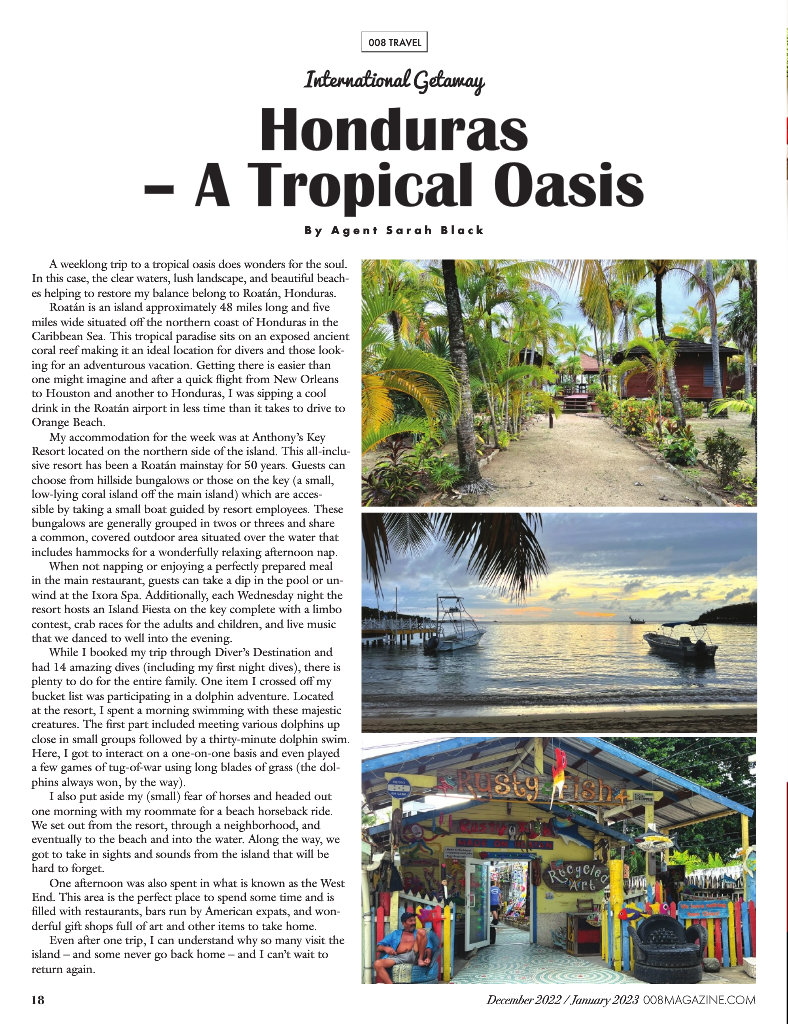 008 TRAVEL
International Getaway
Honduras
– A Tropical Oasis
By Agent Sarah Black
A weeklong trip to a tropical oasis does wonders for the soul.
In this case, the clear waters, lush landscape, and beautiful beach-
es helping to restore my balance belong to Roatán, Honduras.
Roatán is an island approximately 48 miles long and five
miles wide situated off the northern coast of Honduras in the
Caribbean Sea. This tropical paradise sits on an exposed ancient
coral reef making it an ideal location for divers and those look-
ing for an adventurous vacation. Getting there is easier than
one might imagine and after a quick flight from New Orleans
to Houston and another to Honduras, I was sipping a cool
drink in the Roatán airport in less time than it takes to drive to
Orange Beach.
My accommodation for the week was at Anthony's Key
Resort located on the northern side of the island. This all-inclu-
sive resort has been a Roatán mainstay for 50 years. Guests can
choose from hillside bungalows or those on the key (a small,
low-lying coral island off the main island) which are acces-
sible by taking a small boat guided by resort employees. These
bungalows are generally grouped in twos or threes and share
a common, covered outdoor area situated over the water that
includes hammocks for a wonderfully relaxing afternoon nap.
When not napping or enjoying a perfectly prepared meal
in the main restaurant, guests can take a dip in the pool or un-
wind at the Ixora Spa. Additionally, each Wednesday night the
resort hosts an Island Fiesta on the key complete with a limbo
contest, crab races for the adults and children, and live music
that we danced to well into the evening.
While I booked my trip through Diver's Destination and
had 14 amazing dives (including my first night dives), there is
plenty to do for the entire family. One item I crossed off my
bucket list was participating in a dolphin adventure. Located
at the resort, I spent a morning swimming with these majestic
creatures. The first part included meeting various dolphins up
close in small groups followed by a thirty-minute dolphin swim.
Here, I got to interact on a one-on-one basis and even played
a few games of tug-of-war using long blades of grass (the dol-
phins always won, by the way).
I also put aside my (small) fear of horses and headed out
one morning with my roommate for a beach horseback ride.
We set out from the resort, through a neighborhood, and
eventually to the beach and into the water. Along the way, we
got to take in sights and sounds from the island that will be
hard to forget.
One afternoon was also spent in what is known as the West
End. This area is the perfect place to spend some time and is
filled with restaurants, bars run by American expats, and won-
derful gift shops full of art and other items to take home.
Even after one trip, I can understand why so many visit the
island – and some never go back home – and I can't wait to
return again.
Rusty Fish
Recycled
Art
18
December 2022 / January 2023 008MAGAZINE.COM